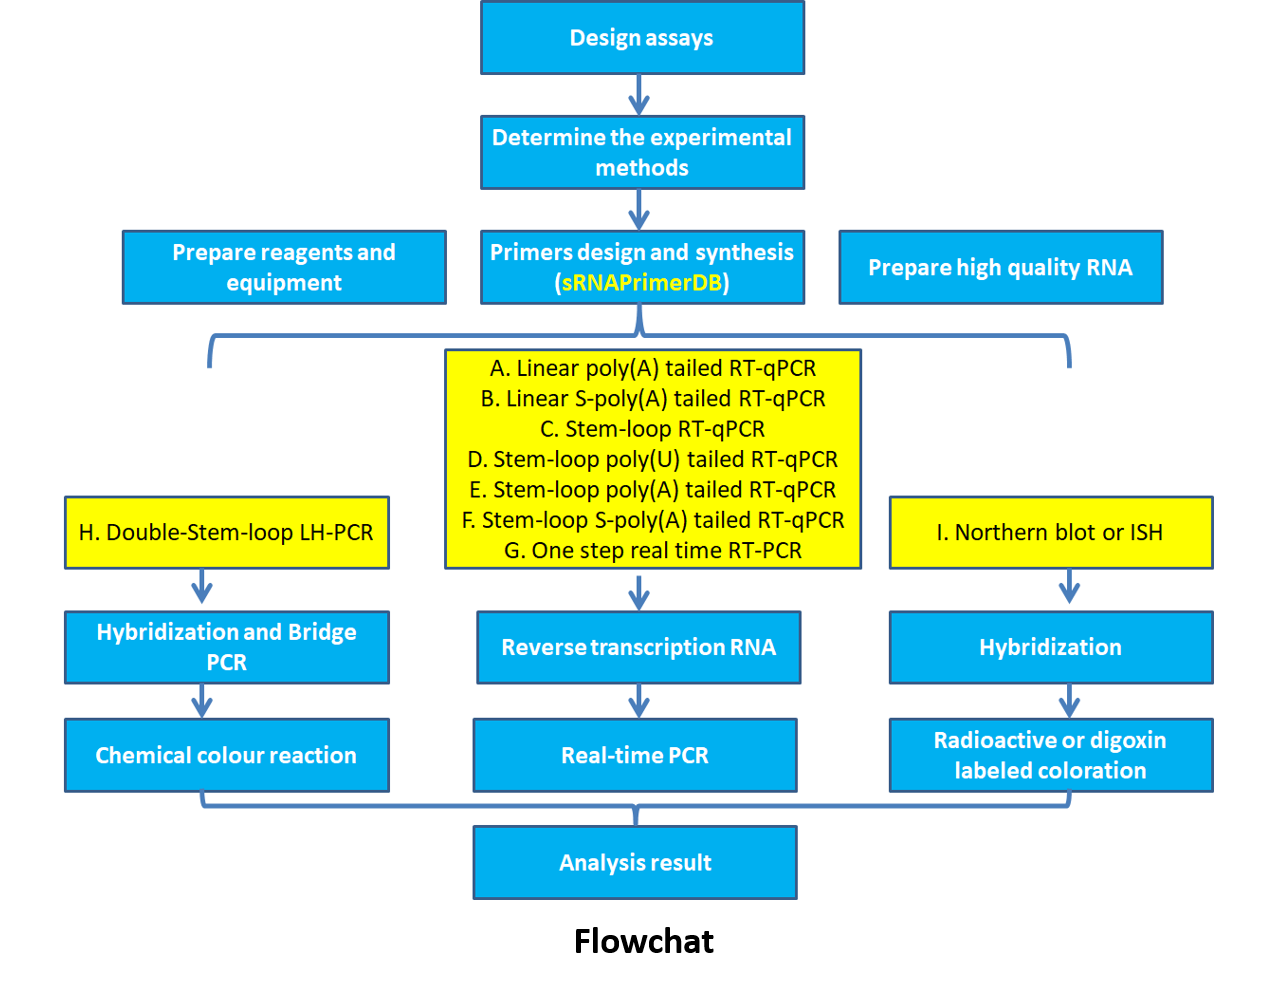 Design assays
Determine the experimental
methods
Prepare reagents and
equipment
Primers design and synthesis
(sRNAPrimerDB)
Prepare high quality RNA
A. Linear poly(A) tailed RT-qPCR
B. Linear S-poly(A) tailed RT-qPCR
C. Stem-loop RT-qPCR
D. Stem-loop poly(U) tailed RT-qPCR
E. Stem-loop poly(A) tailed RT-qPCR
F. Stem-loop S-poly(A) tailed RT-qPCR
G. One step real time RT-PCR
H. Double-Stem-loop LH-PCR
I. Northern blot or ISH
Hybridization and Bridge
PCR
Reverse transcription RNA
Hybridization
Chemical colour reaction
Real-time PCR
Radioactive or digoxin
labeled coloration
Analysis result
Flowchat